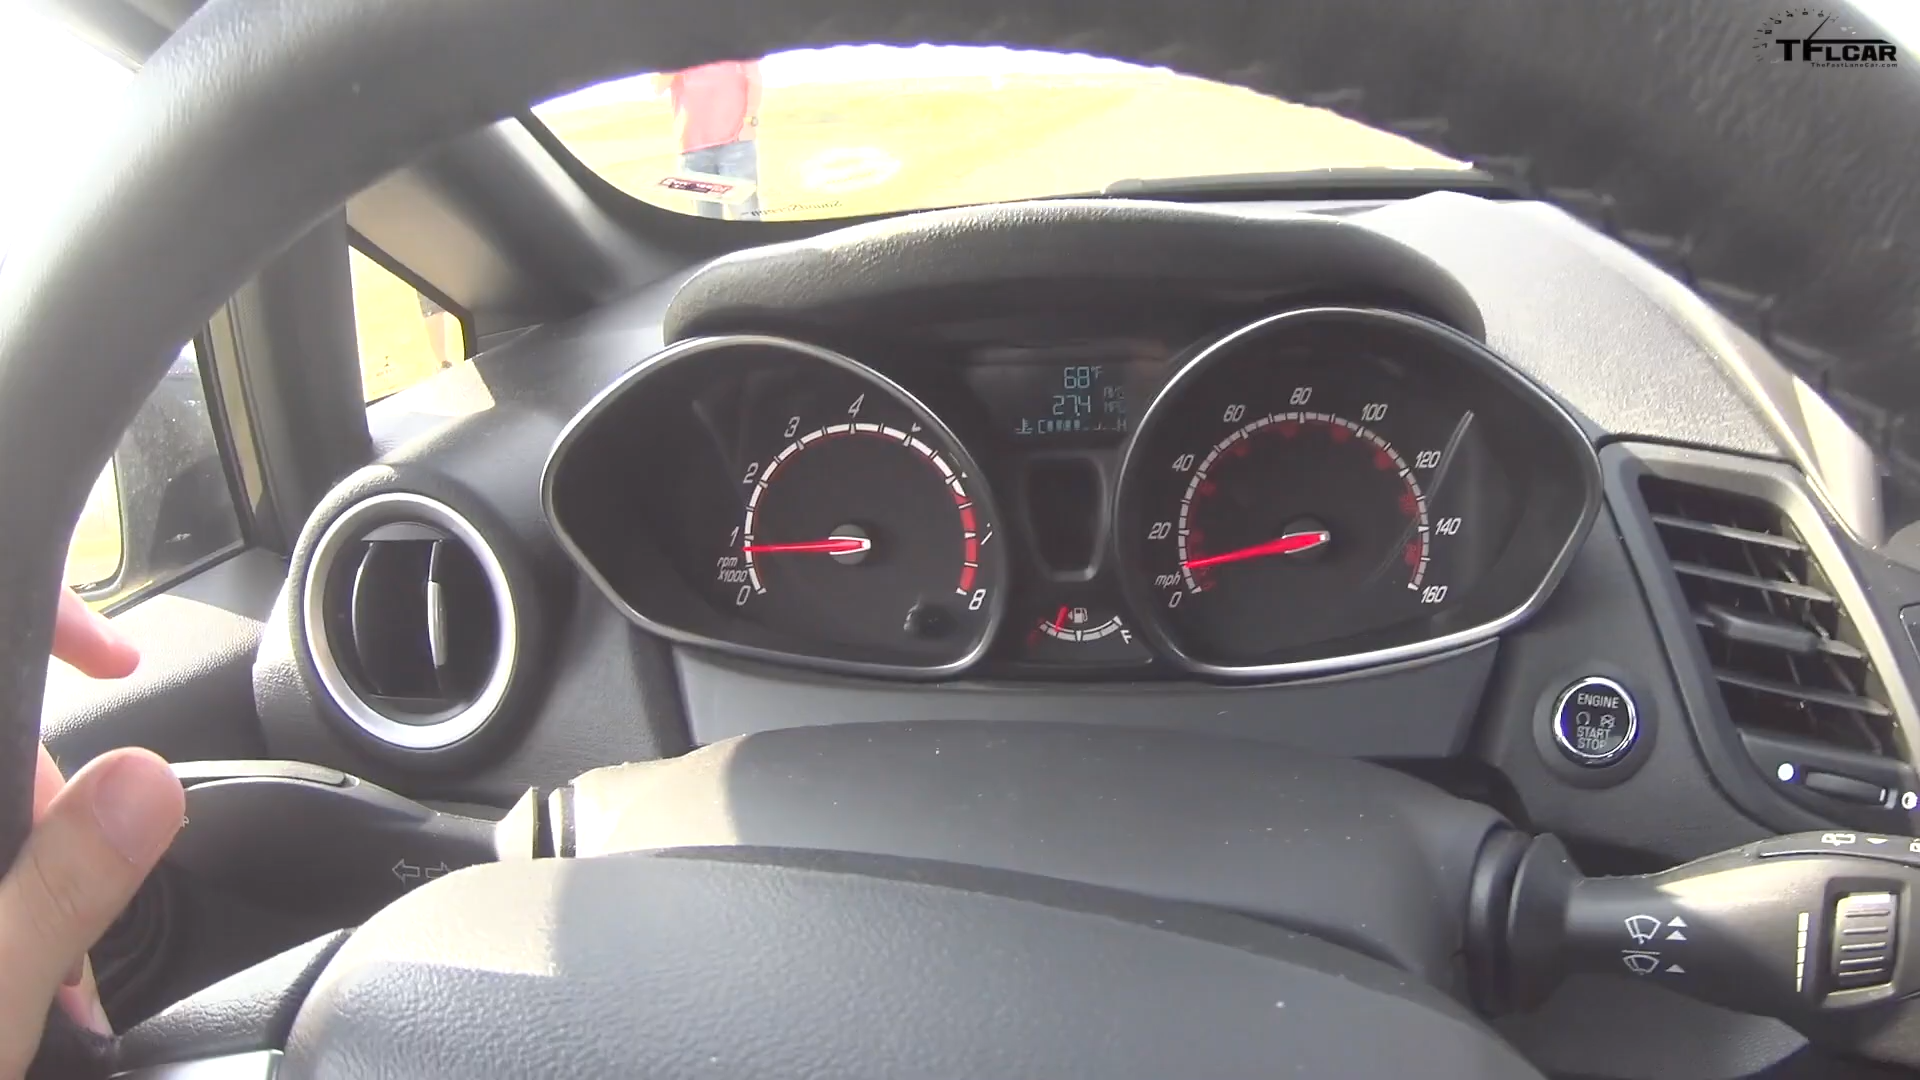 TFLCAR
TheFastLaneCar.com
68°F
27.4
C H
4
3
2
1
rpm
x1000
0
8
80
60
100
40
120
20
140
mph
0
160
F
ENGINE
START
STOP